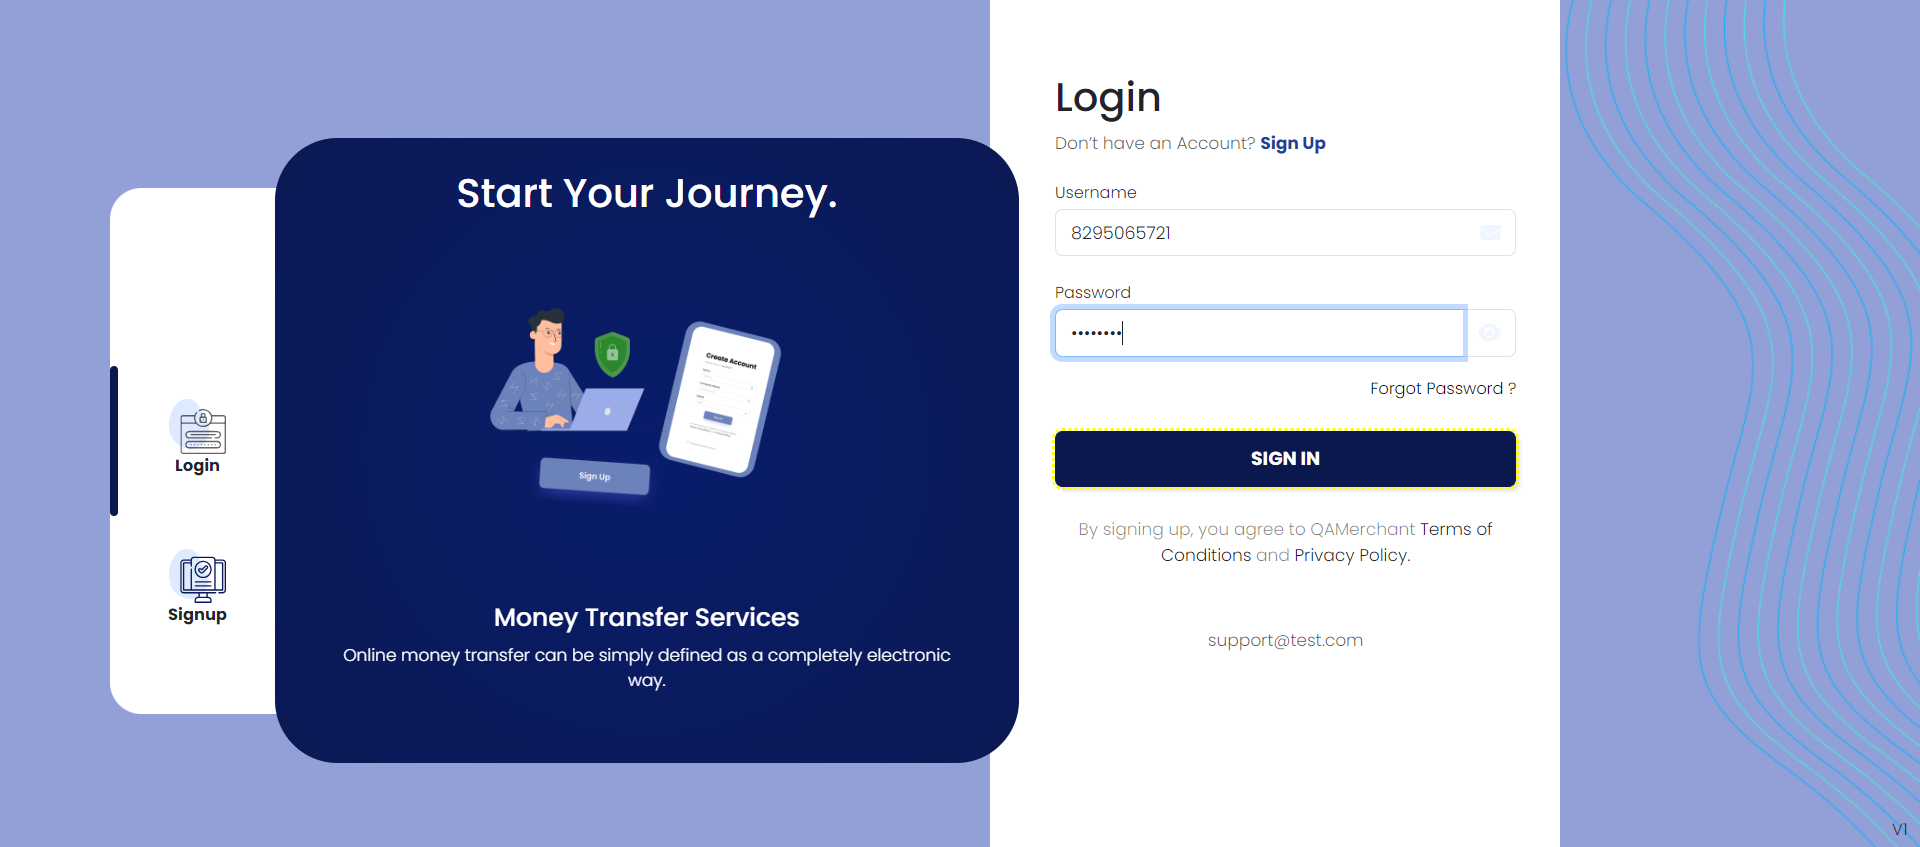 Login
Signup
Start Your Journey.
Create Account
Sign Up
Money Transfer Services
Online money transfer can be simply defined as a completely electronic
way.
Login
Don't have an Account? Sign Up
Username
8295065721
Password
••••••••
Forgot Password ?
SIGN IN
By signing up, you agree to QAMerchant Terms of
Conditions and Privacy Policy.
support@test.com
V1